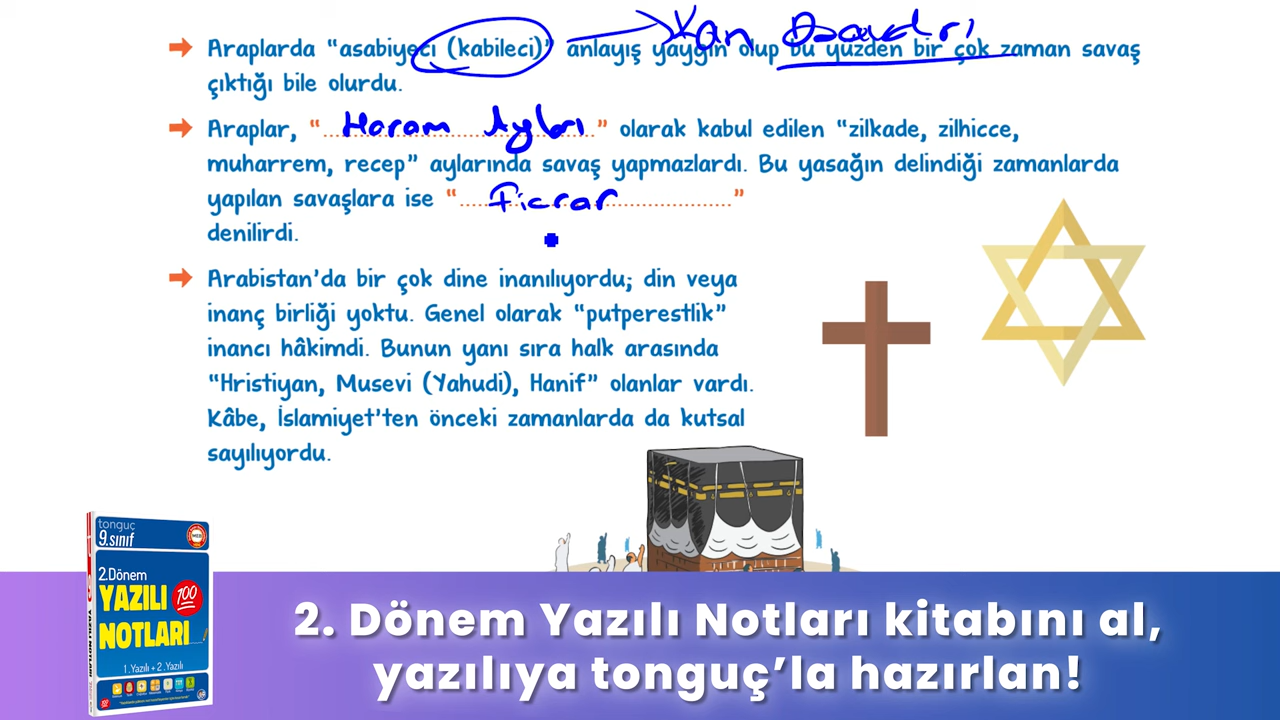 Kan Davaları
➔ Araplarda “asabiyeci (kabileci)” anlayış yaygın olup bu yüzden bir çok zaman savaş
çıktığı bile olurdu.
➔ Araplar, “ Haram Ayları ” olarak kabul edilen “zilkade, zilhicce,
muharrem, recep” aylarında savaş yapmazlardı. Bu yasağın delindiği zamanlarda
yapılan savaşlara ise “ Ficrar ”
denilirdi.
➔ Arabistan’da bir çok dine inanılıyordu; din veya
inanç birliği yoktu. Genel olarak “putperestlik”
inancı hâkimdi. Bunun yanı sıra halk arasında
“Hristiyan, Musevi (Yahudi), Hanif” olanlar vardı.
Kâbe, İslamiyet’ten önceki zamanlarda da kutsal
sayılıyordu.
tonguç
9.sınıf
2.Dönem
YAZILI
100
NOTLARI
1.Yazılı + 2.Yazılı
YAZILI NOTLARI
2. Dönem Yazılı Notları kitabını al,
yazılıya tonguç’la hazırlan!